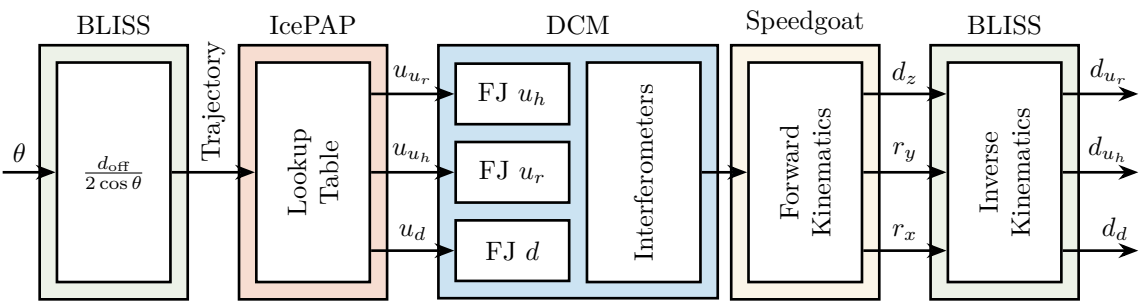 BLISS
IcePAP
DCM
Speedgoat
BLISS
θ
d_off / 2 cos θ
Trajectory
Lookup
Table
u_{u_r}
u_{u_h}
u_d
FJ u_h
FJ u_r
FJ d
Interferometers
Forward
Kinematics
d_z
r_y
r_x
Inverse
Kinematics
d_{u_r}
d_{u_h}
d_d